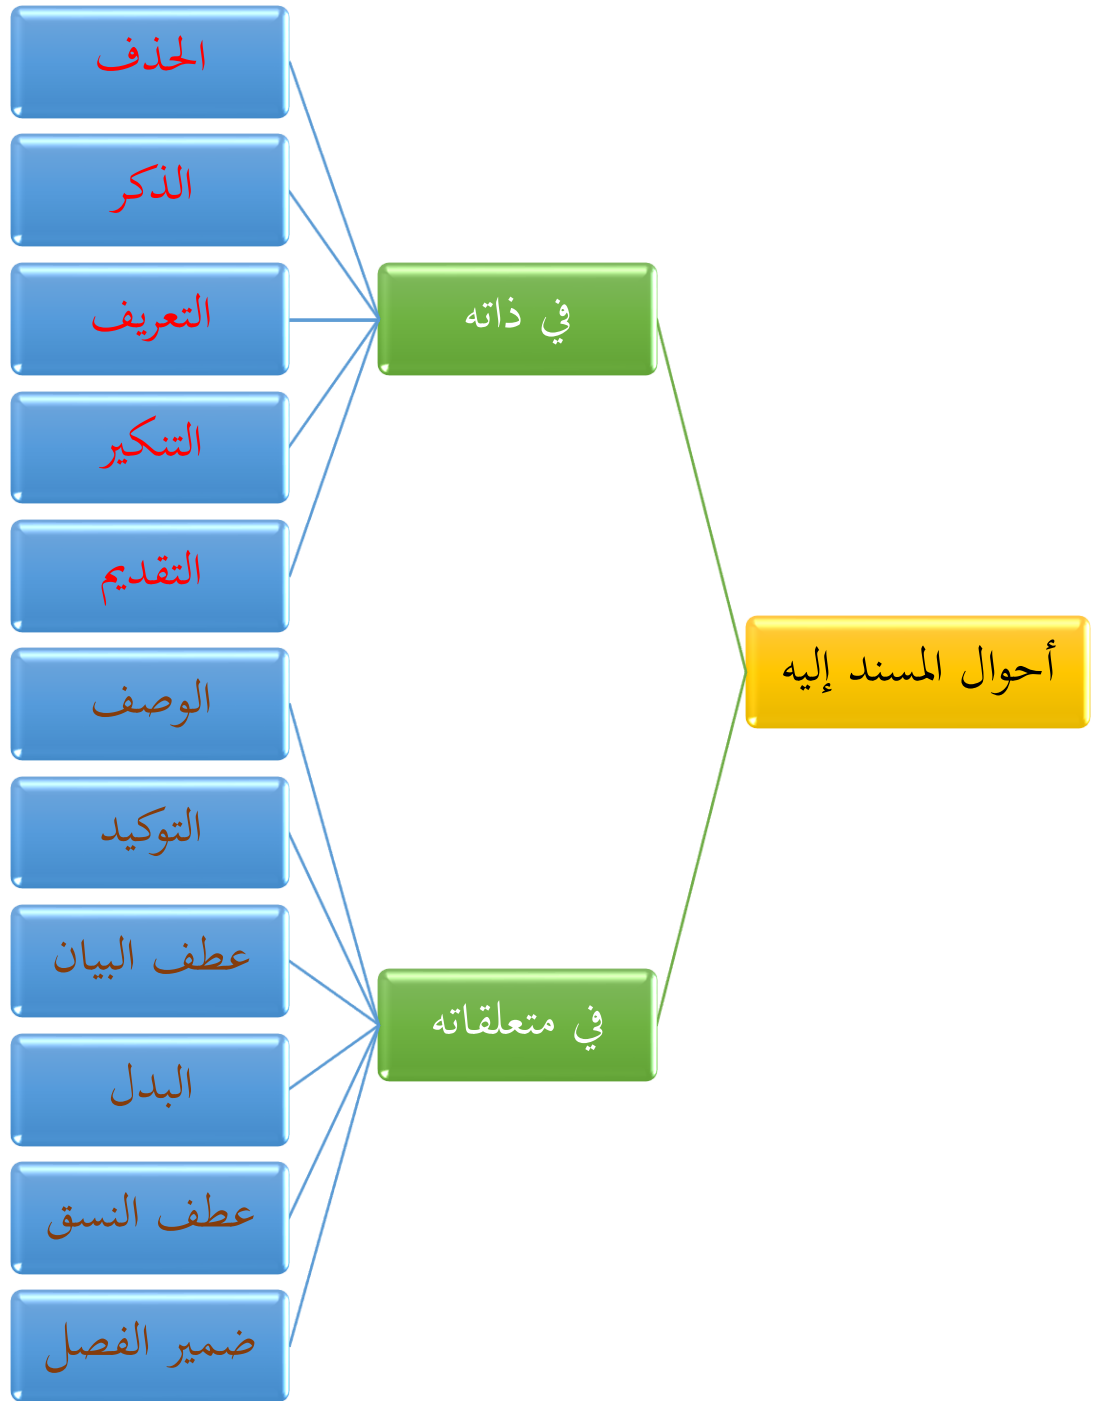 أحوال المسند إليه
في ذاته
الحذف
الذكر
التعريف
التنكير
التقديم
في متعلقاته
الوصف
التوكيد
عطف البيان
البدل
عطف النسق
ضمير الفصل